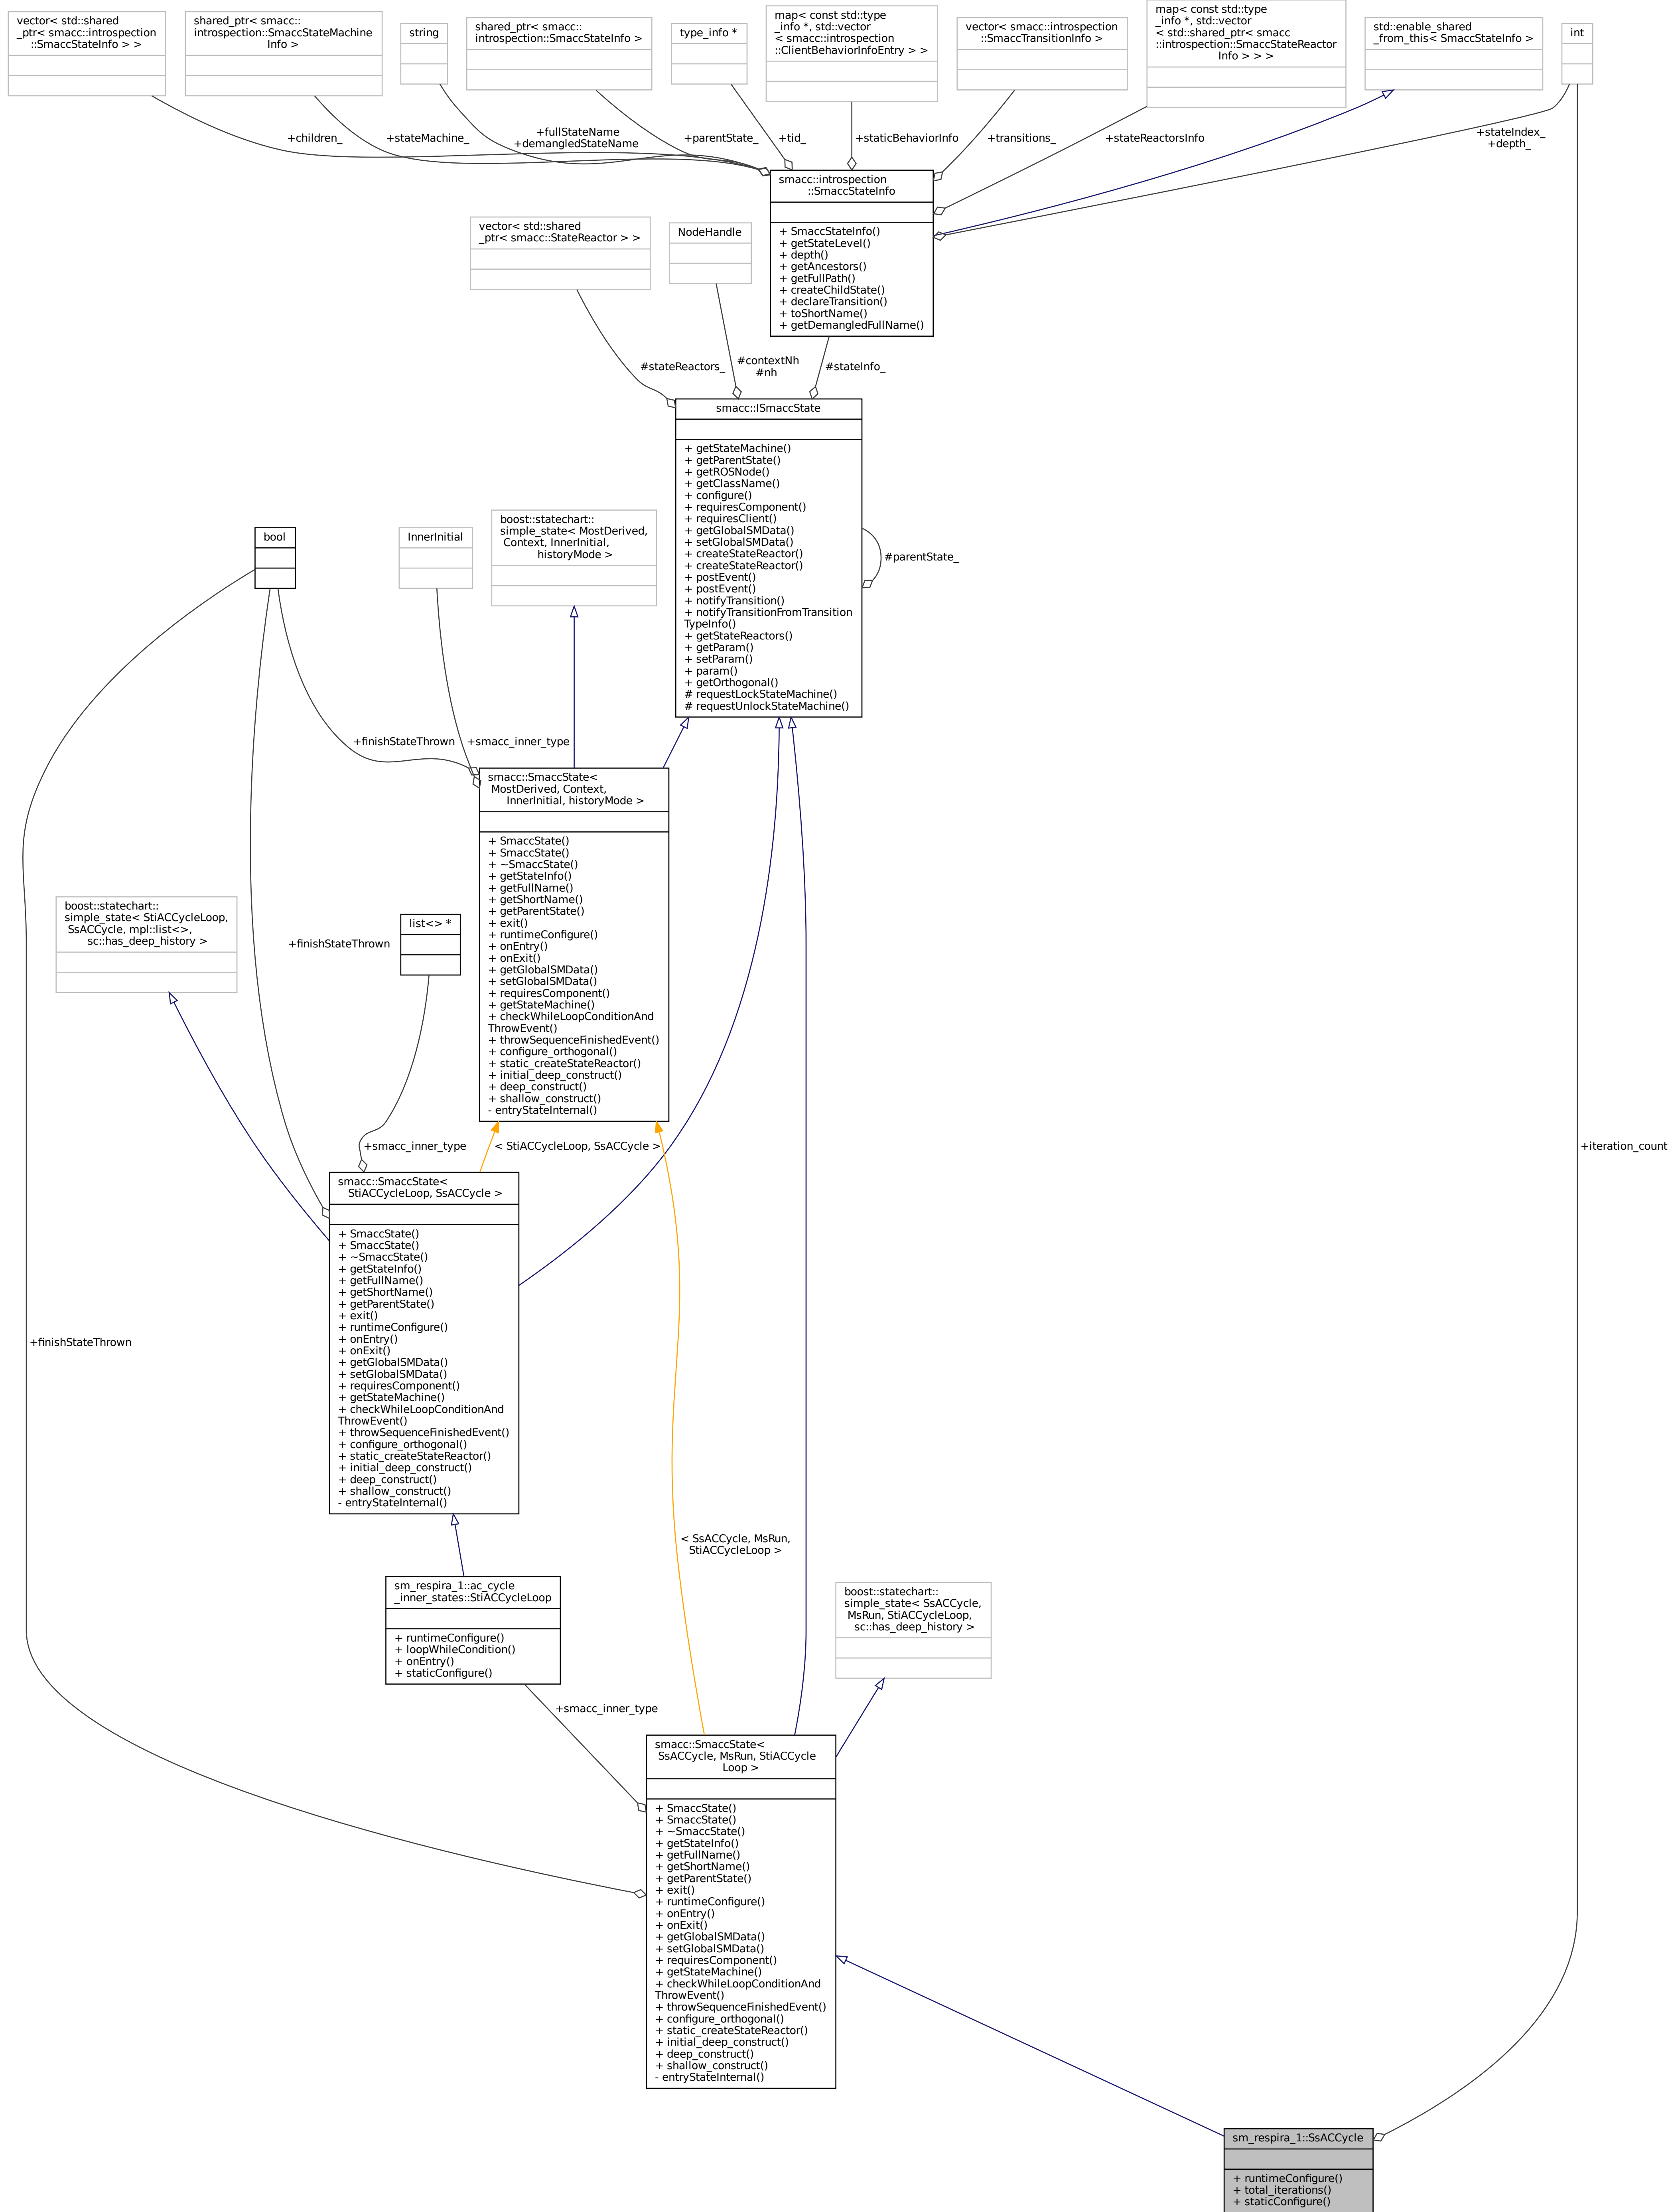 vector< std::shared
_ptr< smacc::introspection
::SmaccStateInfo > >
shared_ptr< smacc::
introspection::SmaccStateMachine
Info >
string
shared_ptr< smacc::
introspection::SmaccStateInfo >
type_info *
map< const std::type
_info *, std::vector
< smacc::introspection
::ClientBehaviorInfoEntry > >
vector< smacc::introspection
::SmaccTransitionInfo >
map< const std::type
_info *, std::vector
< std::shared_ptr< smacc
::introspection::SmaccStateReactor
Info > > >
std::enable_shared
_from_this< SmaccStateInfo >
int
+children_
+stateMachine_
+fullStateName
+demangledStateName
+parentState_
+tid_
+staticBehaviorInfo
+transitions_
+stateReactorsInfo
+stateIndex_
+depth_
smacc::introspection
::SmaccStateInfo
+ SmaccStateInfo()
+ getStateLevel()
+ depth()
+ getAncestors()
+ getFullPath()
+ createChildState()
+ declareTransition()
+ toShortName()
+ getDemangledFullName()
vector< std::shared
_ptr< smacc::StateReactor > >
NodeHandle
#stateReactors_
#contextNh
#nh
#stateInfo_
smacc::ISmaccState
+ getStateMachine()
+ getParentState()
+ getROSNode()
+ getClassName()
+ configure()
+ requiresComponent()
+ requiresClient()
+ getGlobalSMData()
+ setGlobalSMData()
+ createStateReactor()
+ createStateReactor()
+ postEvent()
+ postEvent()
+ notifyTransition()
+ notifyTransitionFromTransition
TypeInfo()
+ getStateReactors()
+ getParam()
+ setParam()
+ param()
+ getOrthogonal()
# requestLockStateMachine()
# requestUnlockStateMachine()
#parentState_
bool
InnerInitial
boost::statechart::
simple_state< MostDerived,
Context, InnerInitial,
historyMode >
+finishStateThrown
+smacc_inner_type
smacc::SmaccState<
MostDerived, Context,
InnerInitial, historyMode >
+ SmaccState()
+ SmaccState()
+ ~SmaccState()
+ getStateInfo()
+ getFullName()
+ getShortName()
+ getParentState()
+ exit()
+ runtimeConfigure()
+ onEntry()
+ onExit()
+ getGlobalSMData()
+ setGlobalSMData()
+ requiresComponent()
+ getStateMachine()
+ checkWhileLoopConditionAnd
ThrowEvent()
+ throwSequenceFinishedEvent()
+ configure_orthogonal()
+ static_createStateReactor()
+ initial_deep_construct()
+ deep_construct()
+ shallow_construct()
- entryStateInternal()
boost::statechart::
simple_state< StiACCycleLoop,
SsACCycle, mpl::list<>,
sc::has_deep_history >
list<> *
+finishStateThrown
+smacc_inner_type
< StiACCycleLoop, SsACCycle >
+iteration_count
smacc::SmaccState<
StiACCycleLoop, SsACCycle >
+ SmaccState()
+ SmaccState()
+ ~SmaccState()
+ getStateInfo()
+ getFullName()
+ getShortName()
+ getParentState()
+ exit()
+ runtimeConfigure()
+ onEntry()
+ onExit()
+ getGlobalSMData()
+ setGlobalSMData()
+ requiresComponent()
+ getStateMachine()
+ checkWhileLoopConditionAnd
ThrowEvent()
+ throwSequenceFinishedEvent()
+ configure_orthogonal()
+ static_createStateReactor()
+ initial_deep_construct()
+ deep_construct()
+ shallow_construct()
- entryStateInternal()
+finishStateThrown
< SsACCycle, MsRun,
StiACCycleLoop >
sm_respira_1::ac_cycle
_inner_states::StiACCycleLoop
+ runtimeConfigure()
+ loopWhileCondition()
+ onEntry()
+ staticConfigure()
boost::statechart::
simple_state< SsACCycle,
MsRun, StiACCycleLoop,
sc::has_deep_history >
+smacc_inner_type
smacc::SmaccState<
SsACCycle, MsRun, StiACCycle
Loop >
+ SmaccState()
+ SmaccState()
+ ~SmaccState()
+ getStateInfo()
+ getFullName()
+ getShortName()
+ getParentState()
+ exit()
+ runtimeConfigure()
+ onEntry()
+ onExit()
+ getGlobalSMData()
+ setGlobalSMData()
+ requiresComponent()
+ getStateMachine()
+ checkWhileLoopConditionAnd
ThrowEvent()
+ throwSequenceFinishedEvent()
+ configure_orthogonal()
+ static_createStateReactor()
+ initial_deep_construct()
+ deep_construct()
+ shallow_construct()
- entryStateInternal()
sm_respira_1::SsACCycle
+ runtimeConfigure()
+ total_iterations()
+ staticConfigure()